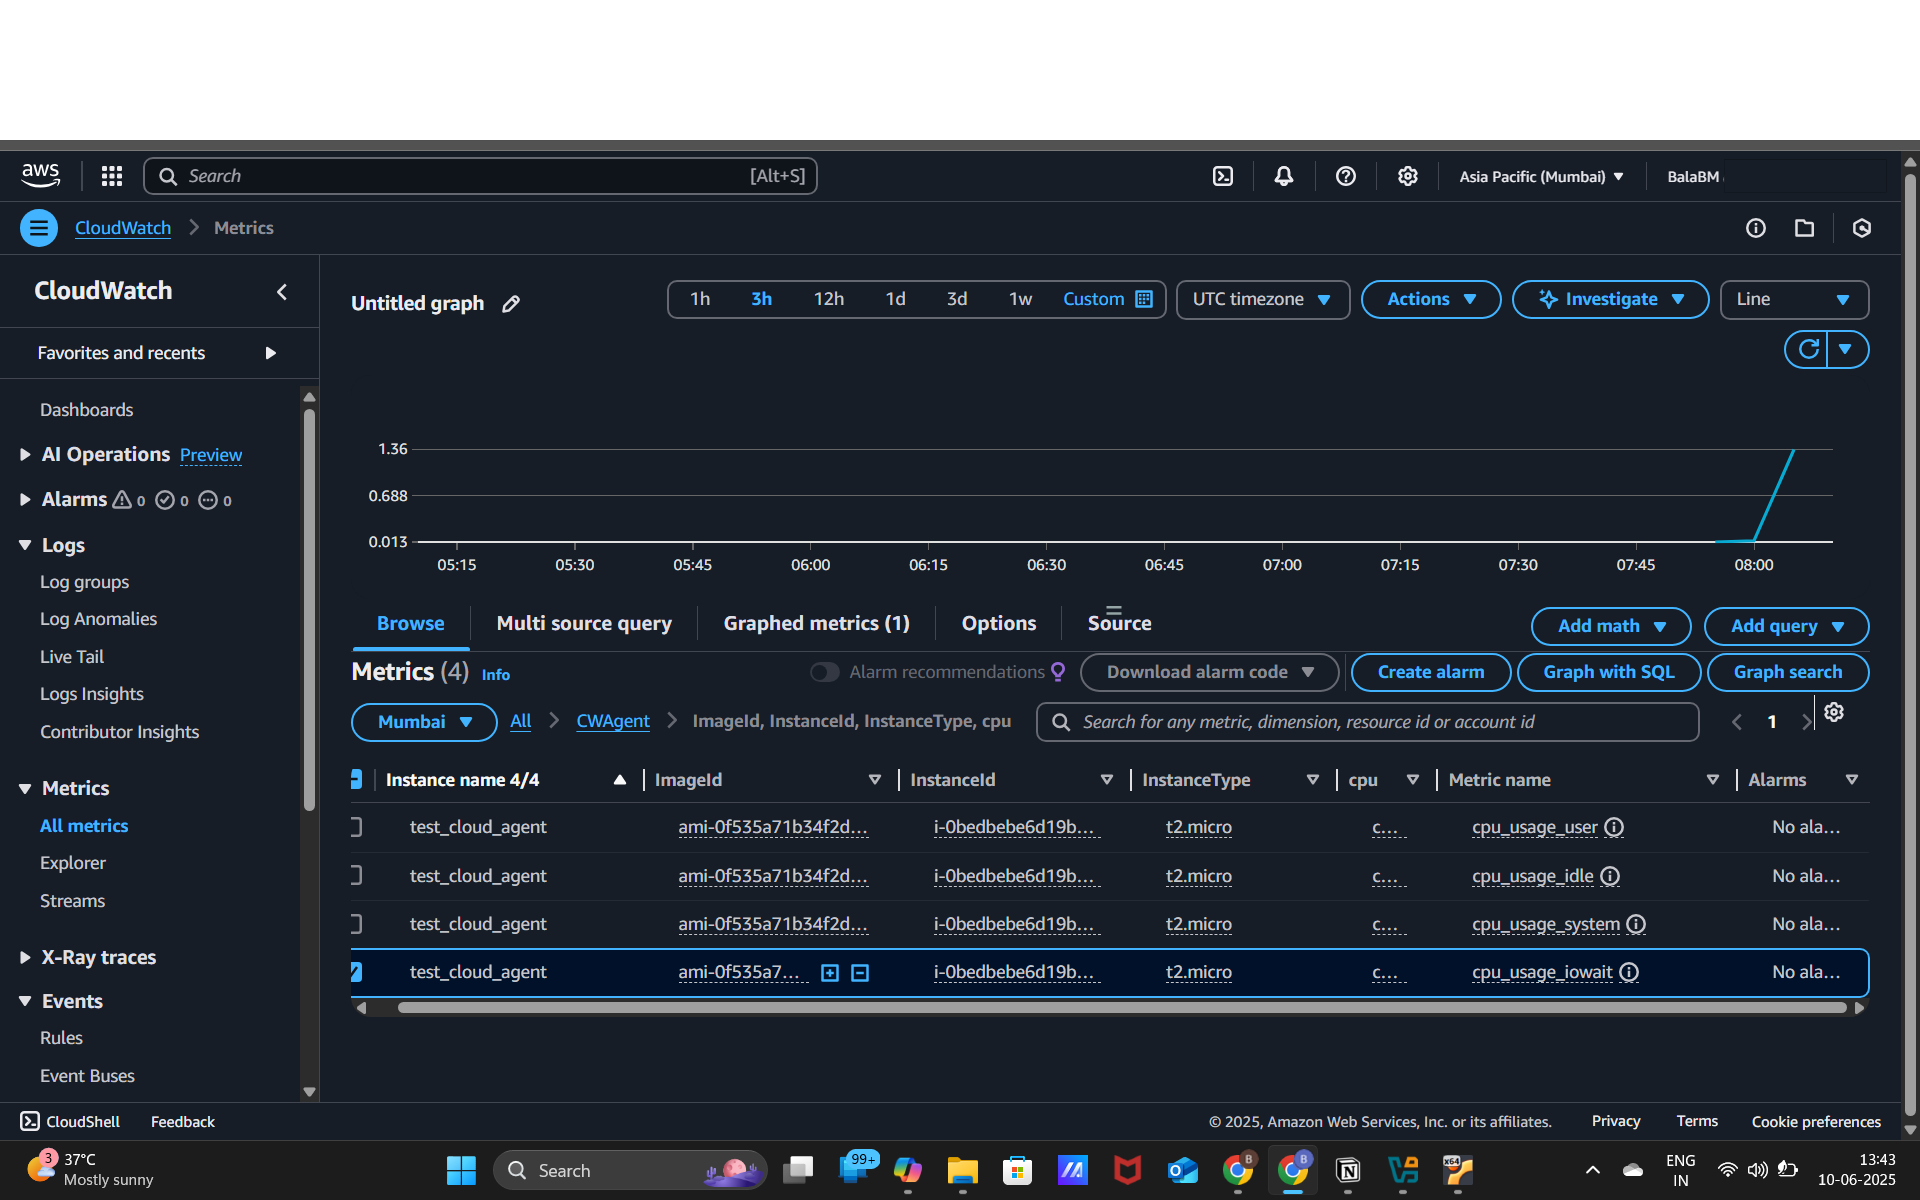 aws
Search [Alt+S]
Asia Pacific (Mumbai)
BalaBM
CloudWatch
Metrics
CloudWatch
Favorites and recents
Dashboards
AI Operations Preview
Alarms 0 0 0
Logs
Log groups
Log Anomalies
Live Tail
Logs Insights
Contributor Insights
Metrics
All metrics
Explorer
Streams
X-Ray traces
Events
Rules
Event Buses
Untitled graph
1h 3h 12h 1d 3d 1w Custom
UTC timezone
Actions
Investigate
Line
1.36
0.688
0.013
05:15 05:30 05:45 06:00 06:15 06:30 06:45 07:00 07:15 07:30 07:45 08:00
Browse Multi source query Graphed metrics (1) Options Source
Add math Add query
Metrics (4) Info
Alarm recommendations Download alarm code Create alarm Graph with SQL Graph search
Mumbai All CWAgent ImageId, InstanceId, InstanceType, cpu
Search for any metric, dimension, resource id or account id
1
Instance name 4/4 ImageId InstanceId InstanceType cpu Metric name Alarms
test_cloud_agent ami-0f535a71b34f2d... i-0bedbebe6d19b... t2.micro c... cpu_usage_user No ala...
test_cloud_agent ami-0f535a71b34f2d... i-0bedbebe6d19b... t2.micro c... cpu_usage_idle No ala...
test_cloud_agent ami-0f535a71b34f2d... i-0bedbebe6d19b... t2.micro c... cpu_usage_system No ala...
test_cloud_agent ami-0f535a7... i-0bedbebe6d19b... t2.micro c... cpu_usage_iowait No ala...
CloudShell Feedback
© 2025, Amazon Web Services, Inc. or its affiliates. Privacy Terms Cookie preferences
3
37°C
Mostly sunny
Search
99+
B
B
x64
ENG
IN
13:43
10-06-2025